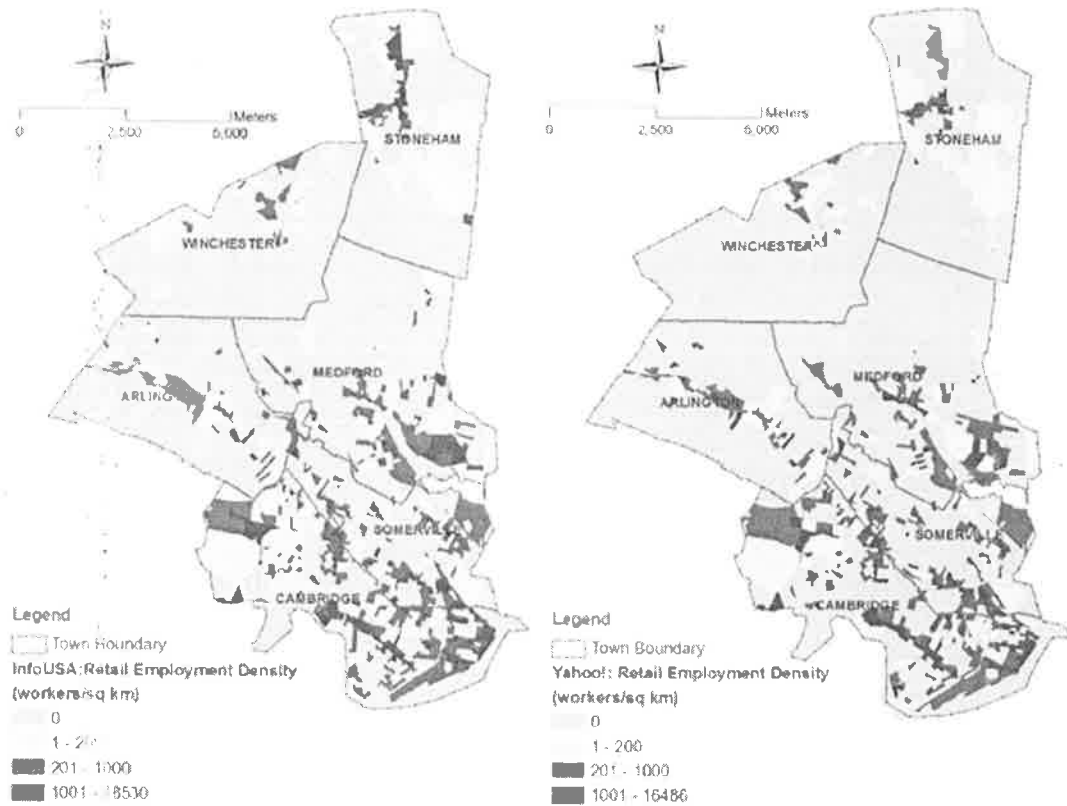 N
Meters
0 2,500 5,000
STONEHAM
WINCHESTER
MEDFORD
ARLING
SOMERVILLE
CAMBRIDGE
Legend
Town Boundary
InfoUSA: Retail Employment Density
(workers/sq km)
0
201 - 1000
N
Meters
0 2,500 5,000
STONEHAM
WINCHESTER
MEDFORD
ARLINGTON
SOMERVILLE
CAMBRIDGE
Legend
Town Boundary
Yahoo!: Retail Employment Density
(workers/sq km)
0
1 - 200
201 - 1000
1001 - 16486